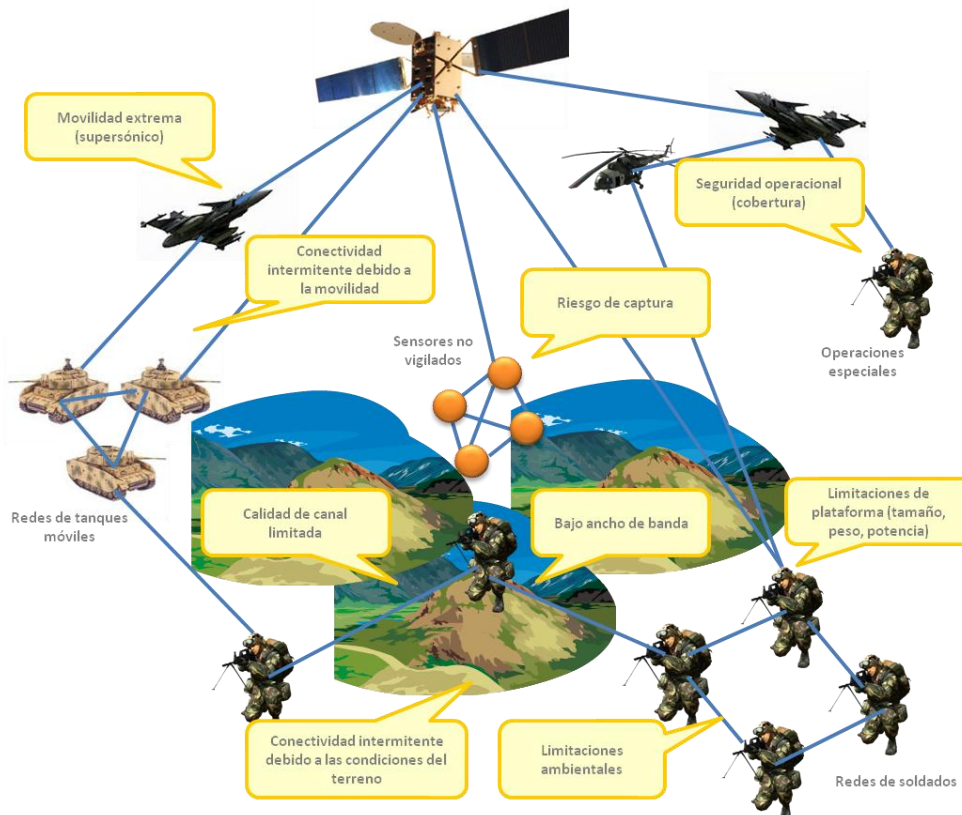 Movilidad extrema
(supersónico)
Seguridad operacional
(cobertura)
Conectividad
intermitente debido a
la movilidad
Riesgo de captura
Sensores no
vigilados
Operaciones
especiales
Redes de tanques
móviles
Calidad de canal
limitada
Bajo ancho de banda
Limitaciones de
plataforma (tamaño,
peso, potencia)
Conectividad intermitente
debido a las condiciones del
terreno
Limitaciones
ambientales
Redes de soldados